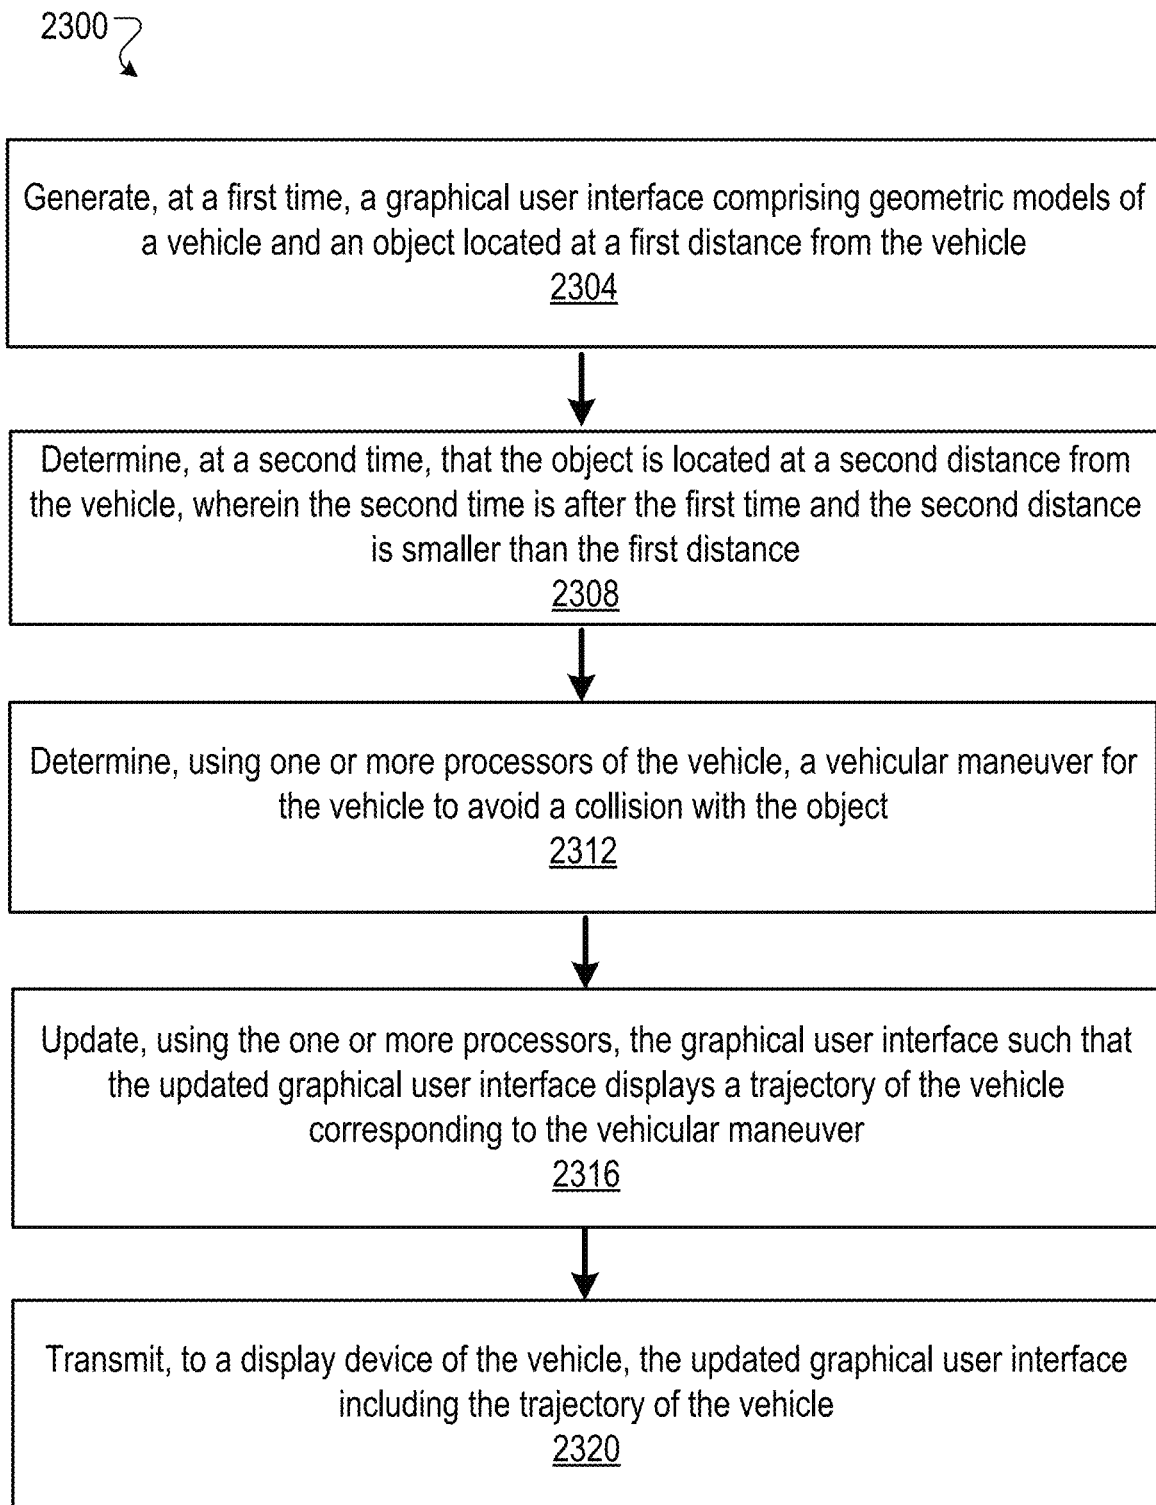 2300
Generate, at a first time, a graphical user interface comprising geometric models of
a vehicle and an object located at a first distance from the vehicle
2304
Determine, at a second time, that the object is located at a second distance from
the vehicle, wherein the second time is after the first time and the second distance
is smaller than the first distance
2308
Determine, using one or more processors of the vehicle, a vehicular maneuver for
the vehicle to avoid a collision with the object
2312
Update, using the one or more processors, the graphical user interface such that
the updated graphical user interface displays a trajectory of the vehicle
corresponding to the vehicular maneuver
2316
Transmit, to a display device of the vehicle, the updated graphical user interface
including the trajectory of the vehicle
2320